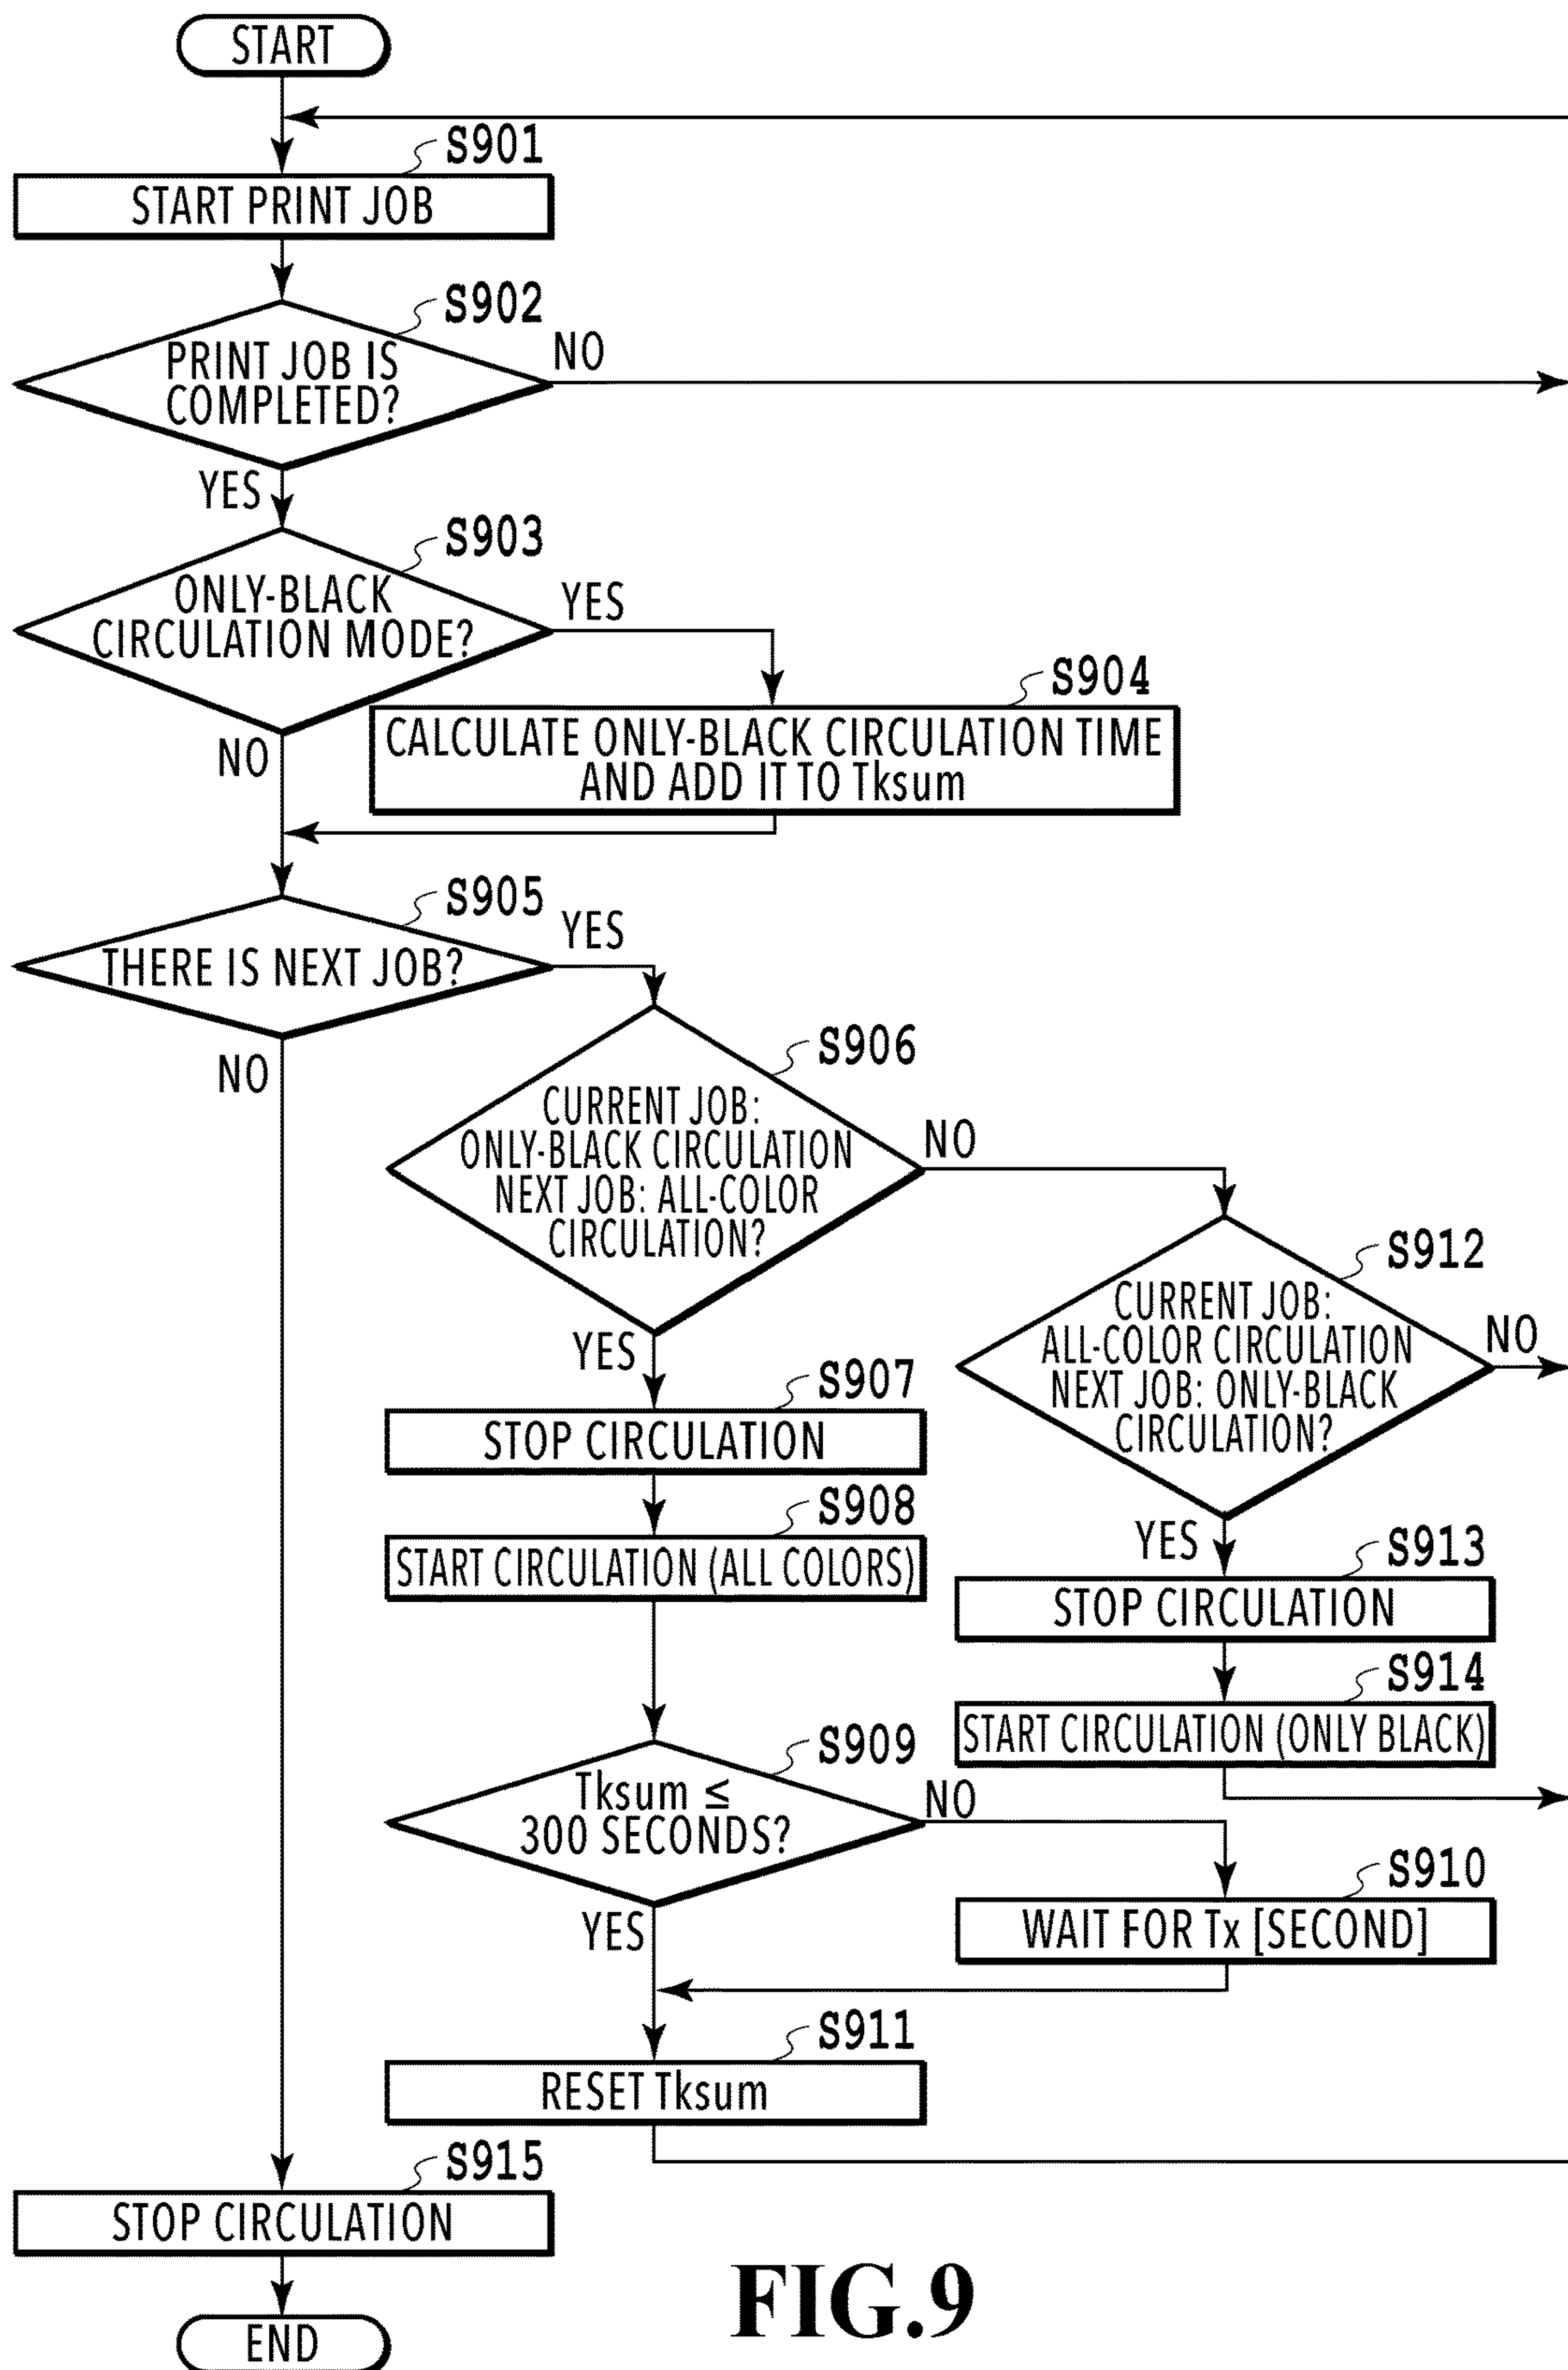 START
S901
START PRINT JOB
S902
PRINT JOB IS
COMPLETED?
NO
YES
S903
ONLY-BLACK
CIRCULATION MODE?
YES
NO
S904
CALCULATE ONLY-BLACK CIRCULATION TIME
AND ADD IT TO Tksum
S905
THERE IS NEXT JOB?
YES
NO
S906
CURRENT JOB:
ONLY-BLACK CIRCULATION
NEXT JOB: ALL-COLOR
CIRCULATION?
NO
YES
S912
CURRENT JOB:
ALL-COLOR CIRCULATION
NEXT JOB: ONLY-BLACK
CIRCULATION?
NO
YES
S907
STOP CIRCULATION
S908
START CIRCULATION (ALL COLORS)
S913
STOP CIRCULATION
S914
START CIRCULATION (ONLY BLACK)
S909
Tksum ≤
300 SECONDS?
NO
YES
S910
WAIT FOR Tx [SECOND]
S911
RESET Tksum
S915
STOP CIRCULATION
END
FIG.9